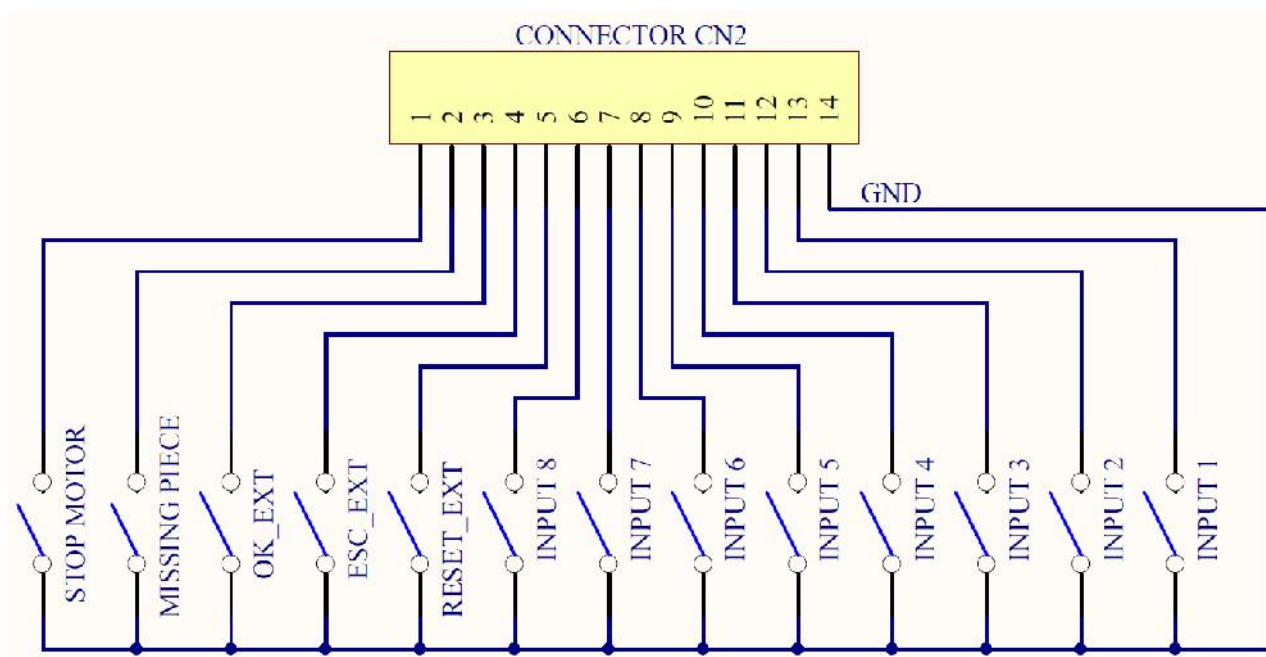 CONNECTOR CN2
1
2
3
4
5
6
7
8
9
10
11
12
13
14
GND
STOP MOTOR
MISSING PIECE
OK_EXT
ESC_EXT
RESET_EXT
INPUT 8
INPUT 7
INPUT 6
INPUT 5
INPUT 4
INPUT 3
INPUT 2
INPUT 1